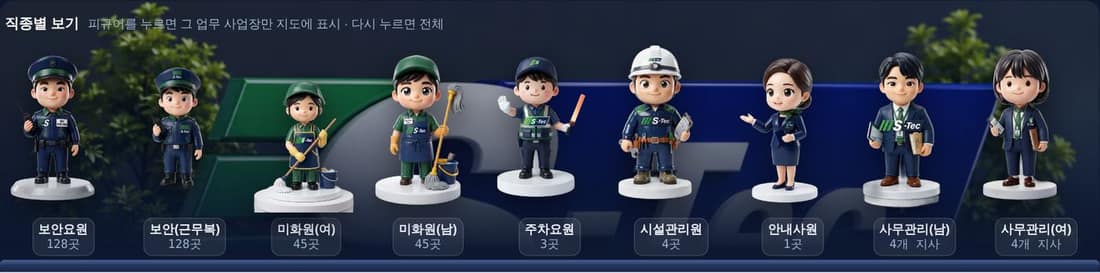 직종별 보기 피규어를 누르면 그 업무 사업장만 지도에 표시 · 다시 누르면 전체
S-Tec
S-Tec
S-Tec
S-Tec
보안요원
128곳
보안(근무복)
128곳
미화원(여)
45곳
미화원(남)
45곳
주차요원
3곳
시설관리원
4곳
안내사원
1곳
사무관리(남)
4개 지사
사무관리(여)
4개 지사